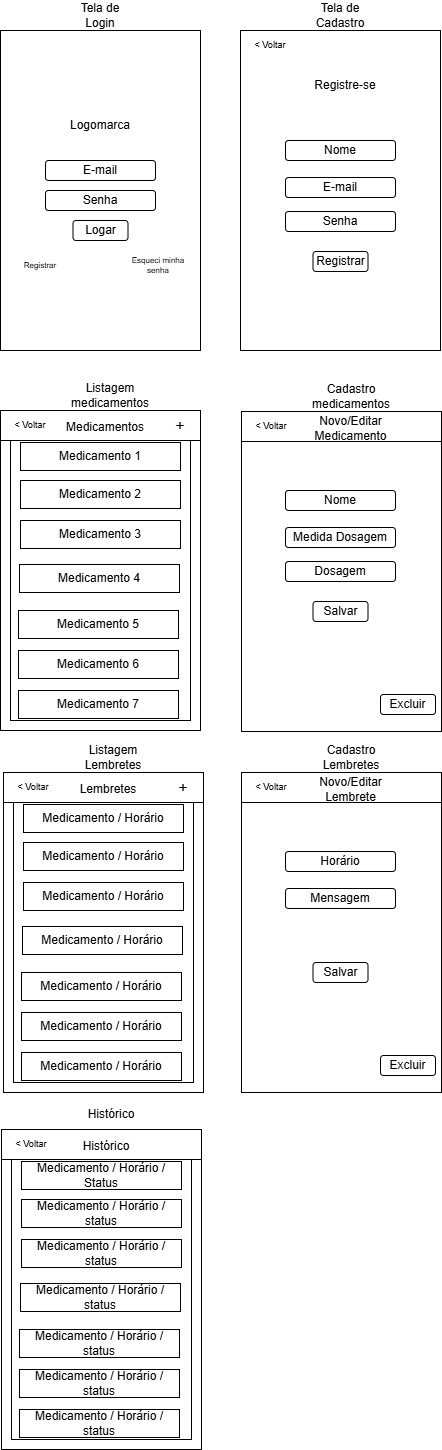 Tela de
Login
Logomarca
E-mail
Senha
Logar
Registrar
Esqueci minha
senha
Tela de
Cadastro
< Voltar
Registre-se
Nome
E-mail
Senha
Registrar
Listagem
medicamentos
< Voltar
Medicamentos
+
Medicamento 1
Medicamento 2
Medicamento 3
Medicamento 4
Medicamento 5
Medicamento 6
Medicamento 7
Cadastro
medicamentos
< Voltar
Novo/Editar
Medicamento
Nome
Medida Dosagem
Dosagem
Salvar
Excluir
Listagem
Lembretes
< Voltar
Lembretes
+
Medicamento / Horário
Medicamento / Horário
Medicamento / Horário
Medicamento / Horário
Medicamento / Horário
Medicamento / Horário
Medicamento / Horário
Cadastro
Lembretes
< Voltar
Novo/Editar
Lembrete
Horário
Mensagem
Salvar
Excluir
Histórico
< Voltar
Histórico
Medicamento / Horário /
Status
Medicamento / Horário /
status
Medicamento / Horário /
status
Medicamento / Horário /
status
Medicamento / Horário /
status
Medicamento / Horário /
status
Medicamento / Horário /
status